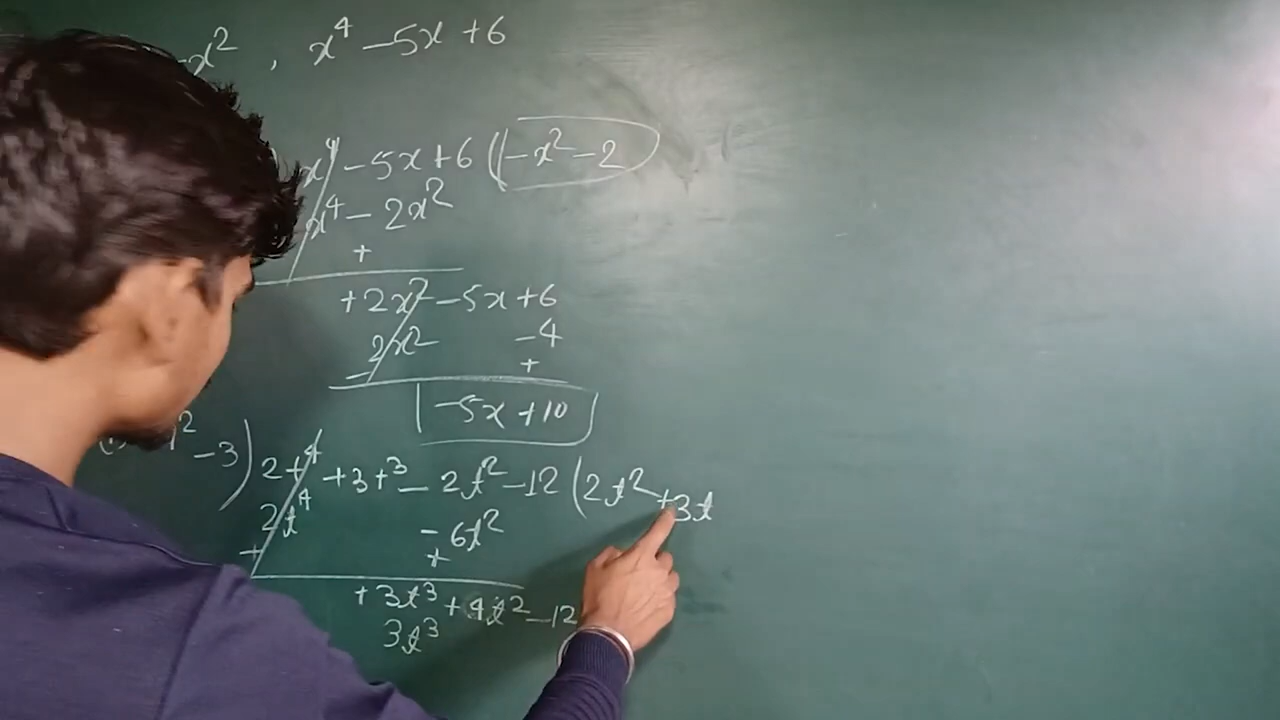 -x² , x⁴ - 5x + 6
x⁴ - 5x + 6 ( -x² - 2
x⁴ - 2x²
+
+ 2x² - 5x + 6
2x² - 4
- +
-5x + 10
² - 3 ) 2t⁴ + 3t³ - 2t² - 12 ( 2t² + 3t
2t⁴ - 6t²
+ +
+ 3t³ + 4t² - 12
3t³